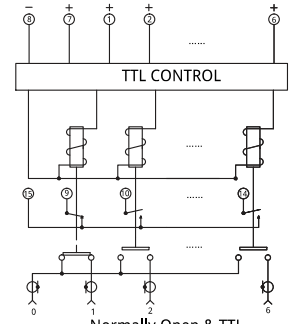 − + + + +
8 7 1 2 6
......
TTL CONTROL
......
15 9 10 ...... 14
......
0 1 2 6
Normally Open & TTL